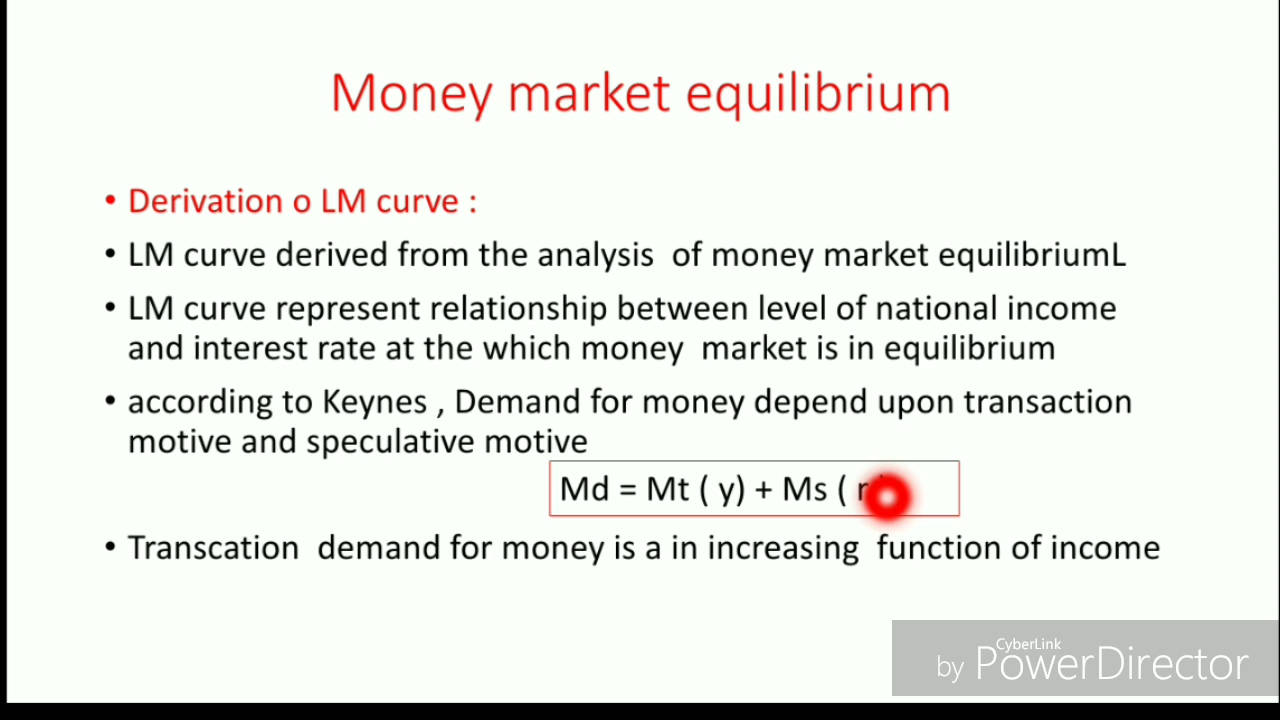 Money market equilibrium
• Derivation o LM curve :
• LM curve derived from the analysis of money market equilibriumL
• LM curve represent relationship between level of national income
and interest rate at the which money market is in equilibrium
• according to Keynes , Demand for money depend upon transaction
motive and speculative motive
Md = Mt ( y) + Ms ( r
• Transcation demand for money is a in increasing function of income
CyberLink
by PowerDirector